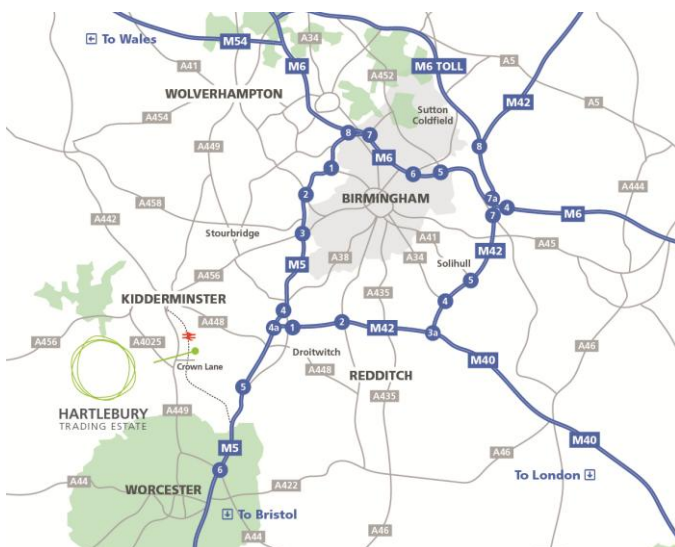 To Wales
M54
A34
A41
M6
A452
M6 TOLL
A5
M42
WOLVERHAMPTON
Sutton
Coldfield
A5
A454
A449
8
7
M6
8
1
6
5
A444
2
BIRMINGHAM
7a
4
A442
A458
7
M6
Stourbridge
3
A41
A45
M42
A38
A34
Solihull
M5
A456
5
A435
KIDDERMINSTER
4
4
A448
4a
1
2
M42
3a
A456
A4025
Droitwitch
A46
Crown Lane
A448
REDDITCH
M40
5
A435
HARTLEBURY
TRADING ESTATE
A449
M5
M40
A46
6
A44
A422
To London
WORCESTER
To Bristol
A44
A46